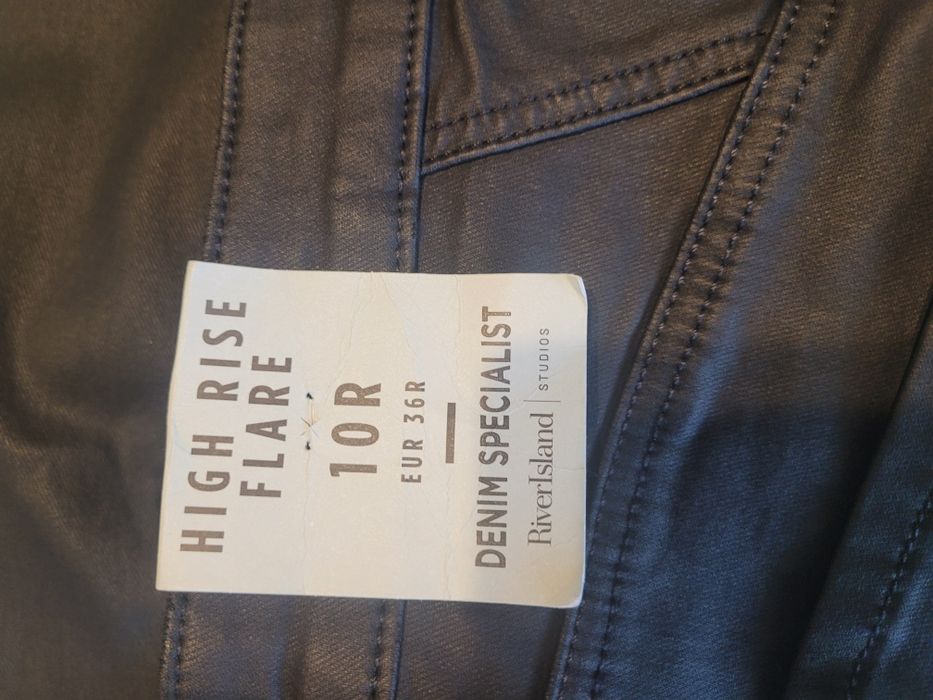 HIGH RISE
FLARE
10R
EUR 36R
DENIM SPECIALIST
RiverIsland | STUDIOS